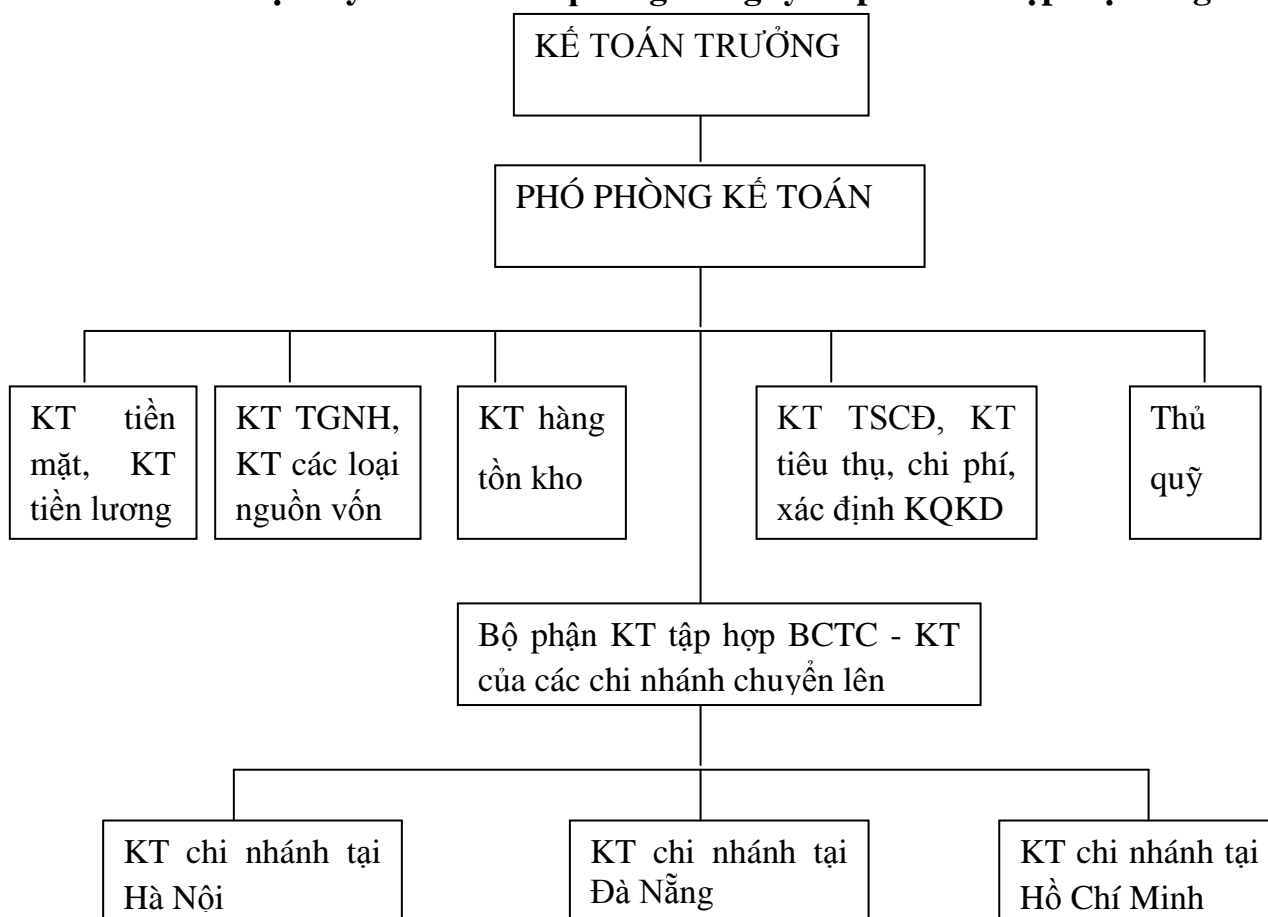 KẾ TOÁN TRƯỞNG
PHÓ PHÒNG KẾ TOÁN
KT tiền
mặt, KT
tiền lương
KT TGNH,
KT các loại
nguồn vốn
KT hàng
tồn kho
KT TSCĐ, KT
tiêu thụ, chi phí,
xác định KQKD
Thủ
quỹ
Bộ phận KT tập hợp BCTC - KT
của các chi nhánh chuyển lên
KT chi nhánh tại
Hà Nội
KT chi nhánh tại
Đà Nẵng
KT chi nhánh tại
Hồ Chí Minh